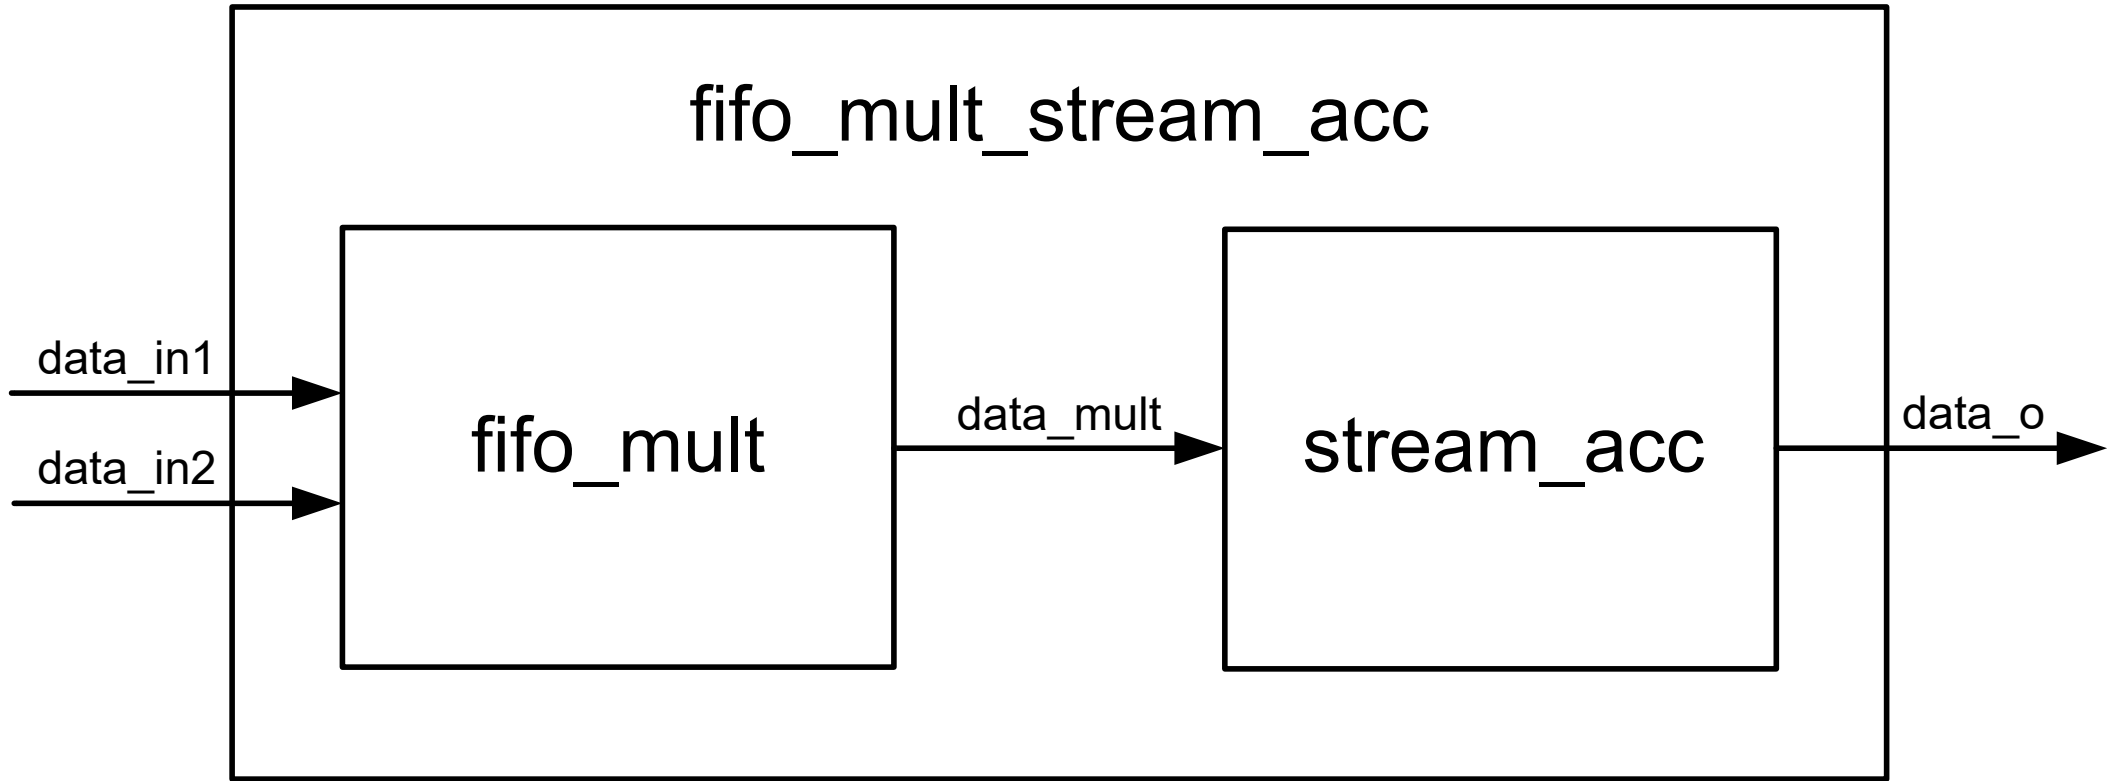 fifo_mult_stream_acc
data_in1
data_in2
fifo_mult
data_mult
stream_acc
data_o